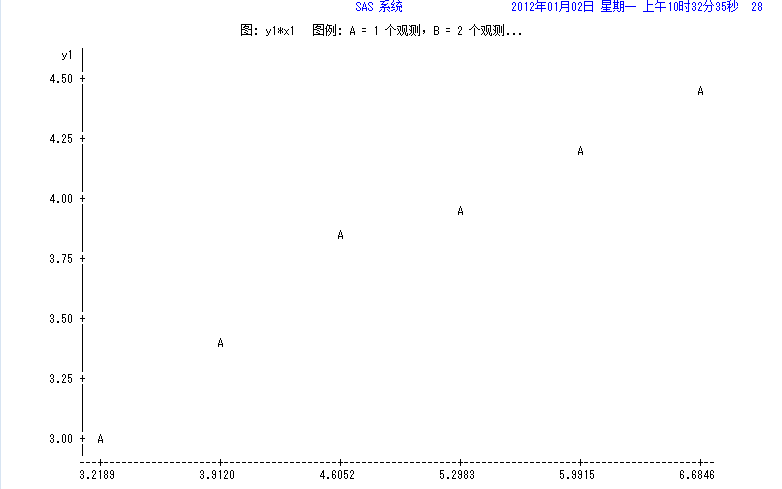 SAS 系统 2012年01月02日 星期一 上午10时32分35秒 28
图: y1*x1 图例: A = 1 个观测，B = 2 个观测...
y1
4.50
A
4.25
A
4.00
A
A
3.75
3.50
A
3.25
3.00 A
3.2189 3.9120 4.6052 5.2983 5.9915 6.6846